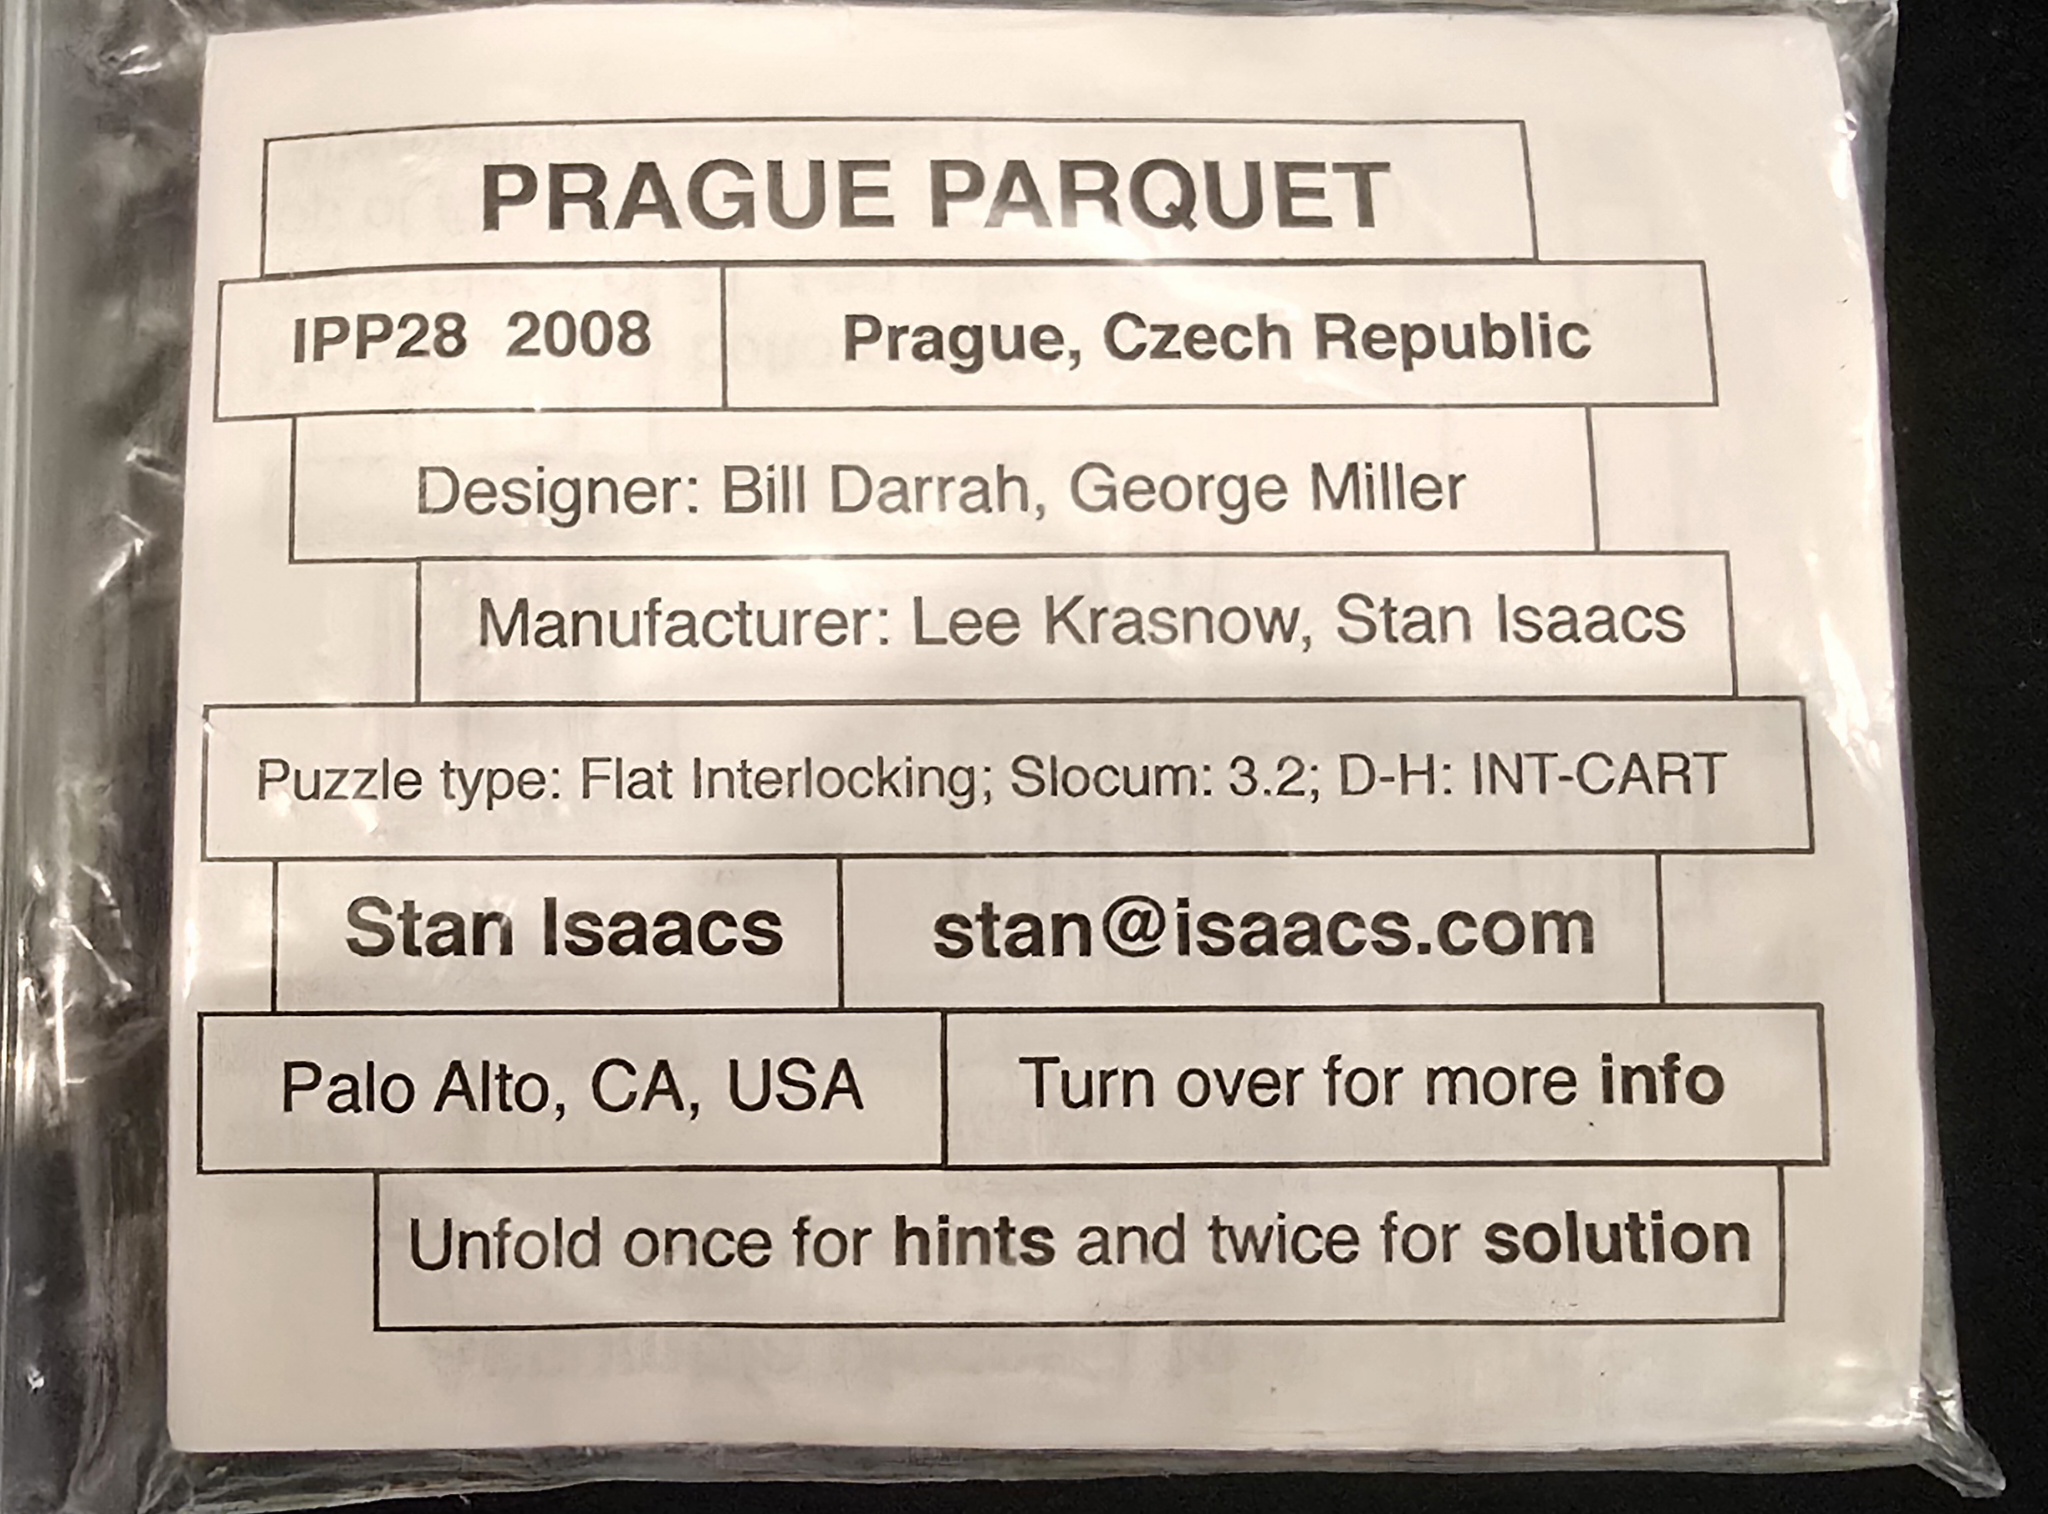 PRAGUE PARQUET
IPP28 2008 Prague, Czech Republic
Designer: Bill Darrah, George Miller
Manufacturer: Lee Krasnow, Stan Isaacs
Puzzle type: Flat Interlocking; Slocum: 3.2; D-H: INT-CART
Stan Isaacs stan@isaacs.com
Palo Alto, CA, USA Turn over for more info
Unfold once for hints and twice for solution